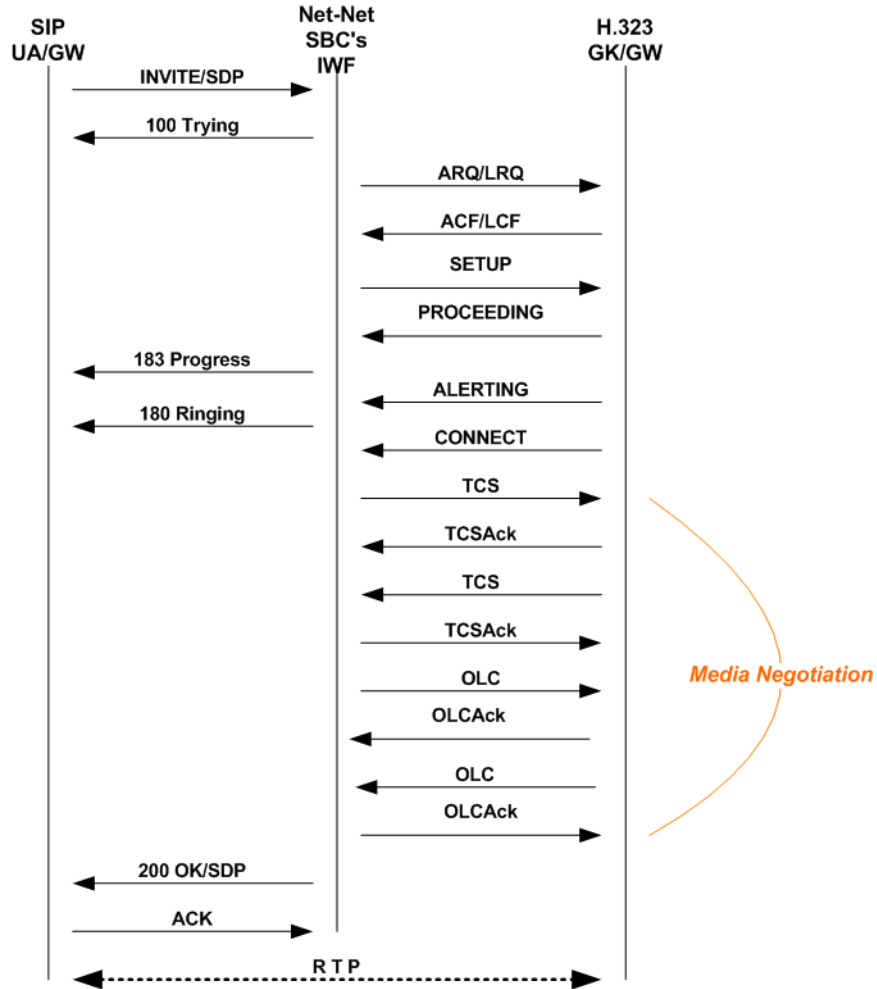 SIP
UA/GW
Net-Net
SBC's
IWF
H.323
GK/GW
INVITE/SDP
100 Trying
ARQ/LRQ
ACF/LCF
SETUP
PROCEEDING
183 Progress
ALERTING
180 Ringing
CONNECT
TCS
TCSAck
TCS
TCSAck
OLC
Media Negotiation
OLCAck
OLC
OLCAck
200 OK/SDP
ACK
R T P